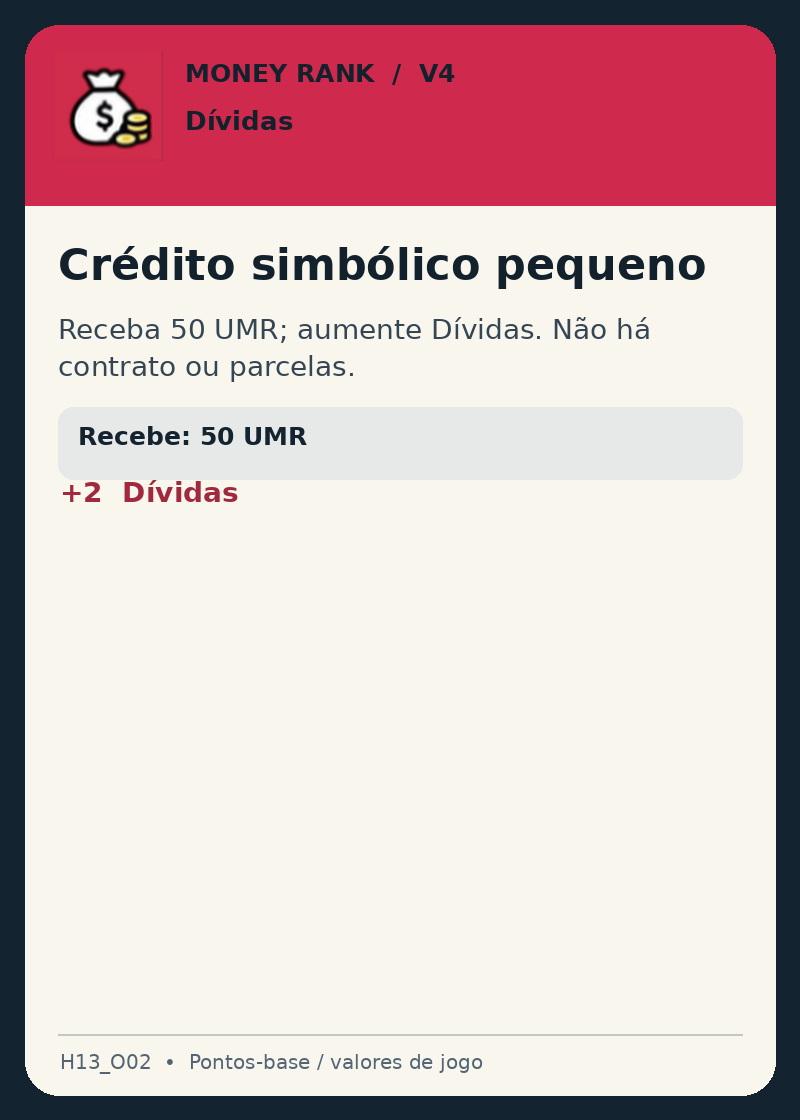 MONEY RANK / V4
Dívidas
$
Crédito simbólico pequeno
Receba 50 UMR; aumente Dívidas. Não há
contrato ou parcelas.
Recebe: 50 UMR
+2 Dívidas
H13_O02 • Pontos-base / valores de jogo